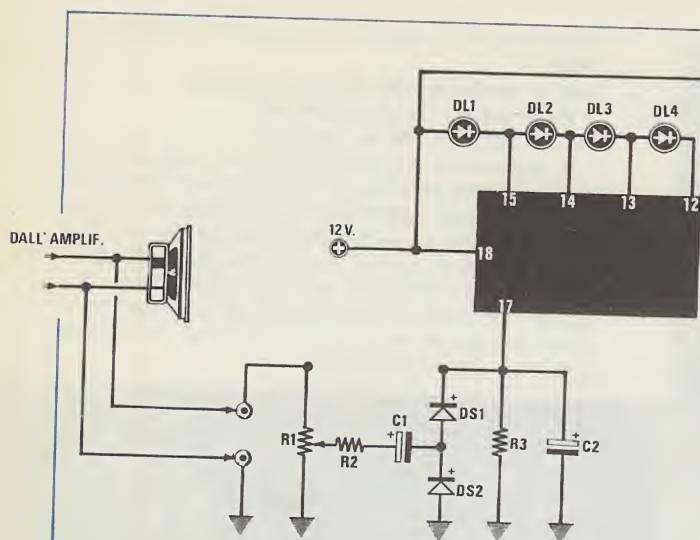 DL1 DL2 DL3 DL4
15 14 13 12
DALL' AMPLIF.
12 V.
+
18
17
+
C1
+
DS1
+
R1
R2
R3
C2
+
DS2